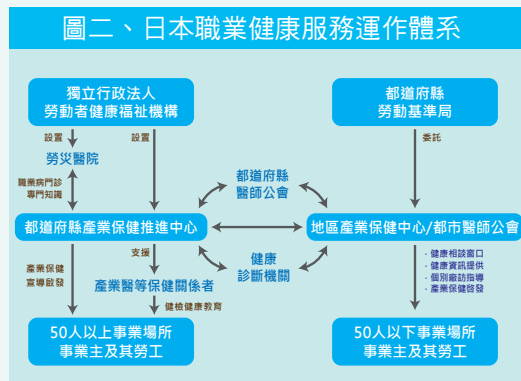 圖二、日本職業健康服務運作體系
獨立行政法人
勞動者健康福祉機構
都道府縣
勞動基準局
設置
設置
委託
勞災醫院
職業病門診
專門知識
都道府縣
醫師公會
都道府縣產業保健推進中心
地區產業保健中心/都市醫師公會
健康
診斷機關
產業保健
宣導啟發
支援
產業醫等保健關係者
健檢健康教育
· 健康相談窗口
· 健康資訊提供
· 個別廠訪指導
· 產業保健啓發
50人以上事業場所
事業主及其勞工
50人以下事業場所
事業主及其勞工